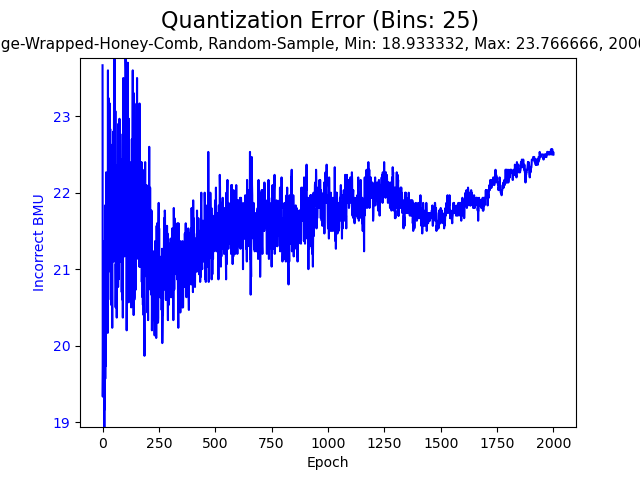 Quantization Error (Bins: 25)
ge-Wrapped-Honey-Comb, Random-Sample, Min: 18.933332, Max: 23.766666, 200
23
22
21
20
19
Incorrect BMU
0 250 500 750 1000 1250 1500 1750 2000
Epoch